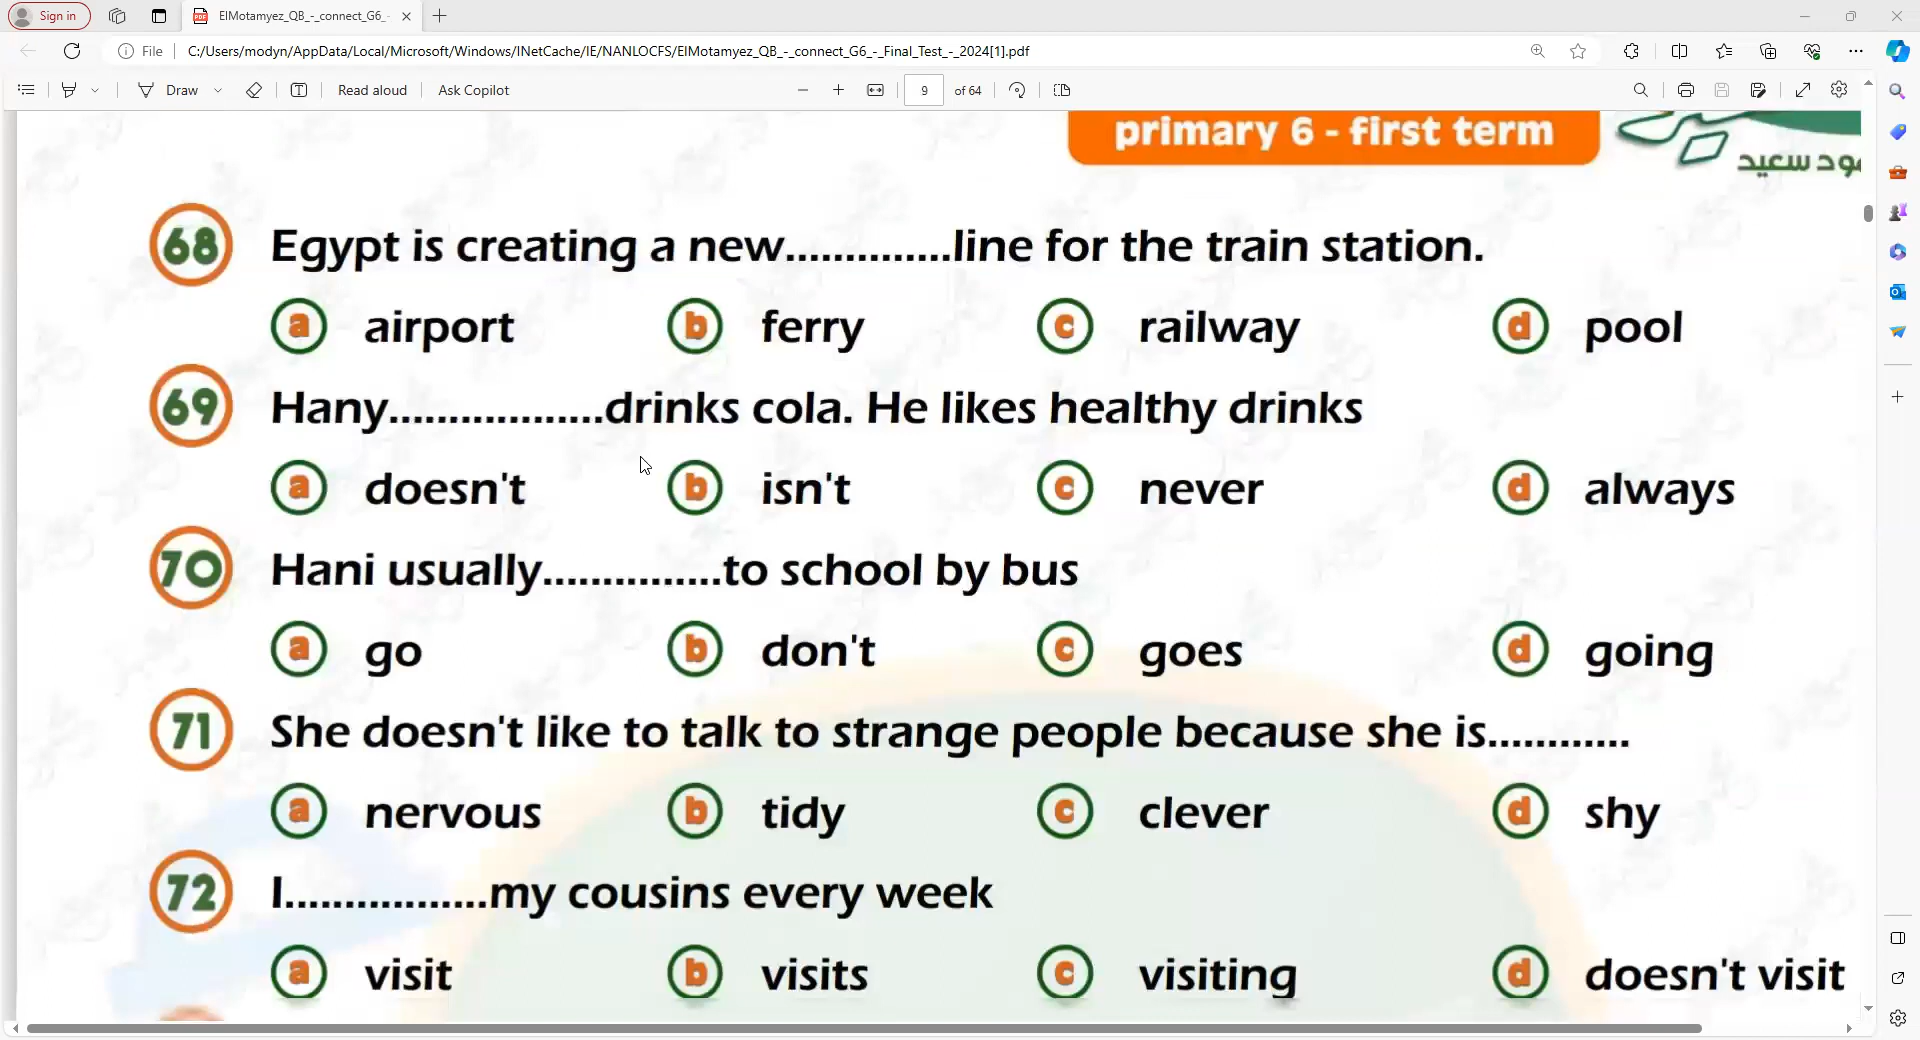 Sign in
ElMotamyez_QB_-_connect_G6_-
File
C:/Users/modyn/AppData/Local/Microsoft/Windows/INetCache/IE/NANLOCFS/ElMotamyez_QB_-_connect_G6_-_Final_Test_-_2024[1].pdf
Draw
Read aloud
Ask Copilot
9
of 64
primary 6 - first term
ود سعيد
68 Egypt is creating a new..............line for the train station.
a airport b ferry c railway d pool
69 Hany..................drinks cola. He likes healthy drinks
a doesn't b isn't c never d always
70 Hani usually...............to school by bus
a go b don't c goes d going
71 She doesn't like to talk to strange people because she is............
a nervous b tidy c clever d shy
72 I.................my cousins every week
a visit b visits c visiting d doesn't visit